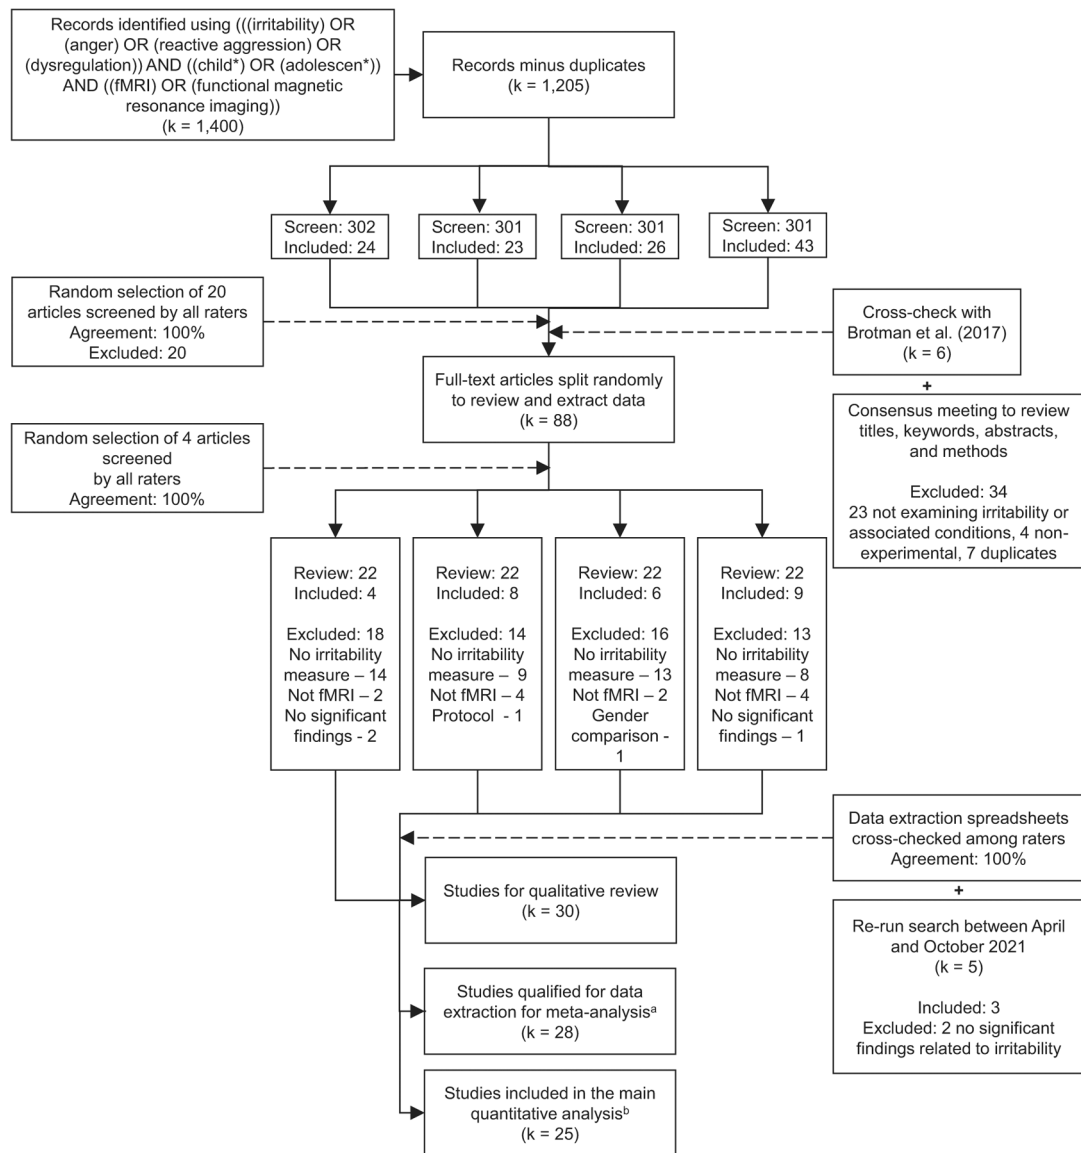 Records identified using (((irritability) OR
(anger) OR (reactive aggression) OR
(dysregulation)) AND ((child*) OR (adolescen*))
AND ((fMRI) OR (functional magnetic
resonance imaging))
(k = 1,400)
Records minus duplicates
(k = 1,205)
Screen: 302
Included: 24
Screen: 301
Included: 23
Screen: 301
Included: 26
Screen: 301
Included: 43
Random selection of 20
articles screened by all raters
Agreement: 100%
Excluded: 20
Cross-check with
Brotman et al. (2017)
(k = 6)
+
Consensus meeting to review
titles, keywords, abstracts,
and methods
Excluded: 34
23 not examining irritability or
associated conditions, 4 non-
experimental, 7 duplicates
Full-text articles split randomly
to review and extract data
(k = 88)
Random selection of 4 articles
screened
by all raters
Agreement: 100%
Review: 22
Included: 4
Excluded: 18
No irritability
measure – 14
Not fMRI – 2
No significant
findings - 2
Review: 22
Included: 8
Excluded: 14
No irritability
measure – 9
Not fMRI – 4
Protocol - 1
Review: 22
Included: 6
Excluded: 16
No irritability
measure – 13
Not fMRI – 2
Gender
comparison -
1
Review: 22
Included: 9
Excluded: 13
No irritability
measure – 8
Not fMRI – 4
No significant
findings – 1
Data extraction spreadsheets
cross-checked among raters
Agreement: 100%
+
Re-run search between April
and October 2021
(k = 5)
Included: 3
Excluded: 2 no significant
findings related to irritability
Studies for qualitative review
(k = 30)
Studies qualified for data
extraction for meta-analysisᵃ
(k = 28)
Studies included in the main
quantitative analysisᵇ
(k = 25)